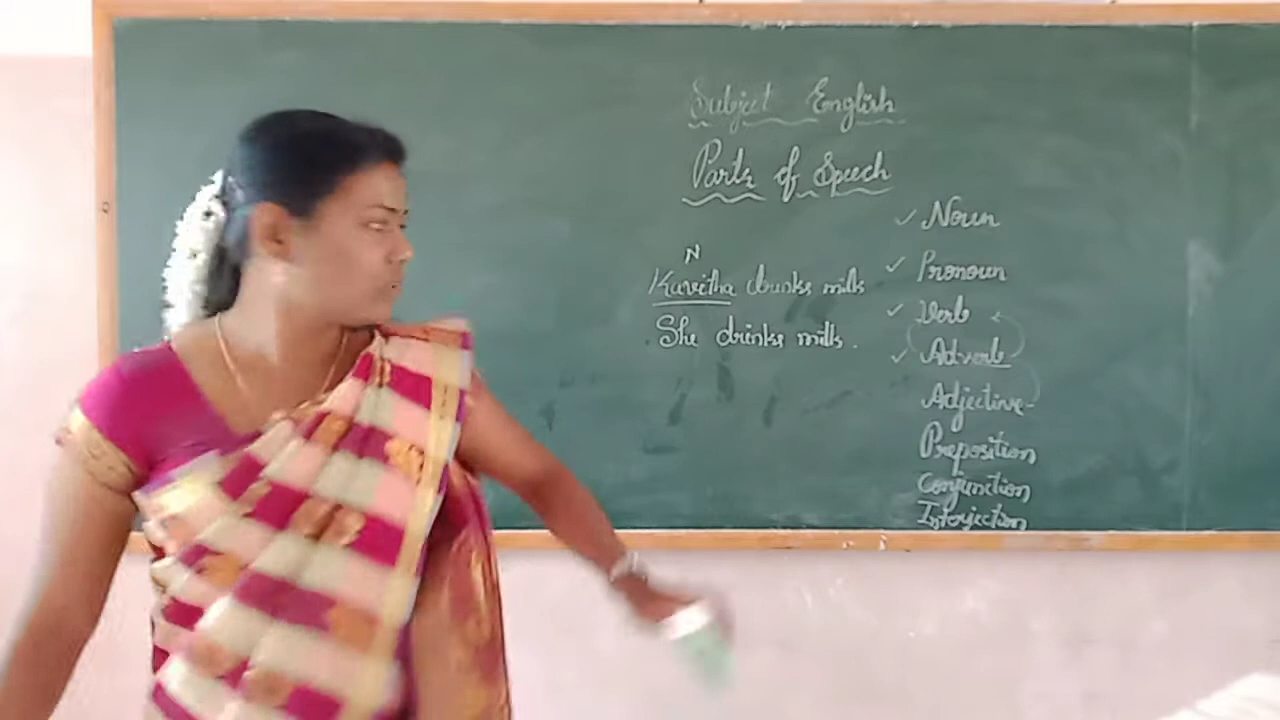 Subject English
Parts of Speech
N
Kavitha drinks milk
She drinks milk.
✓ Noun
✓ Pronoun
✓ Verb
✓ Adverb
Adjective
Preposition
Conjunction
Interjection